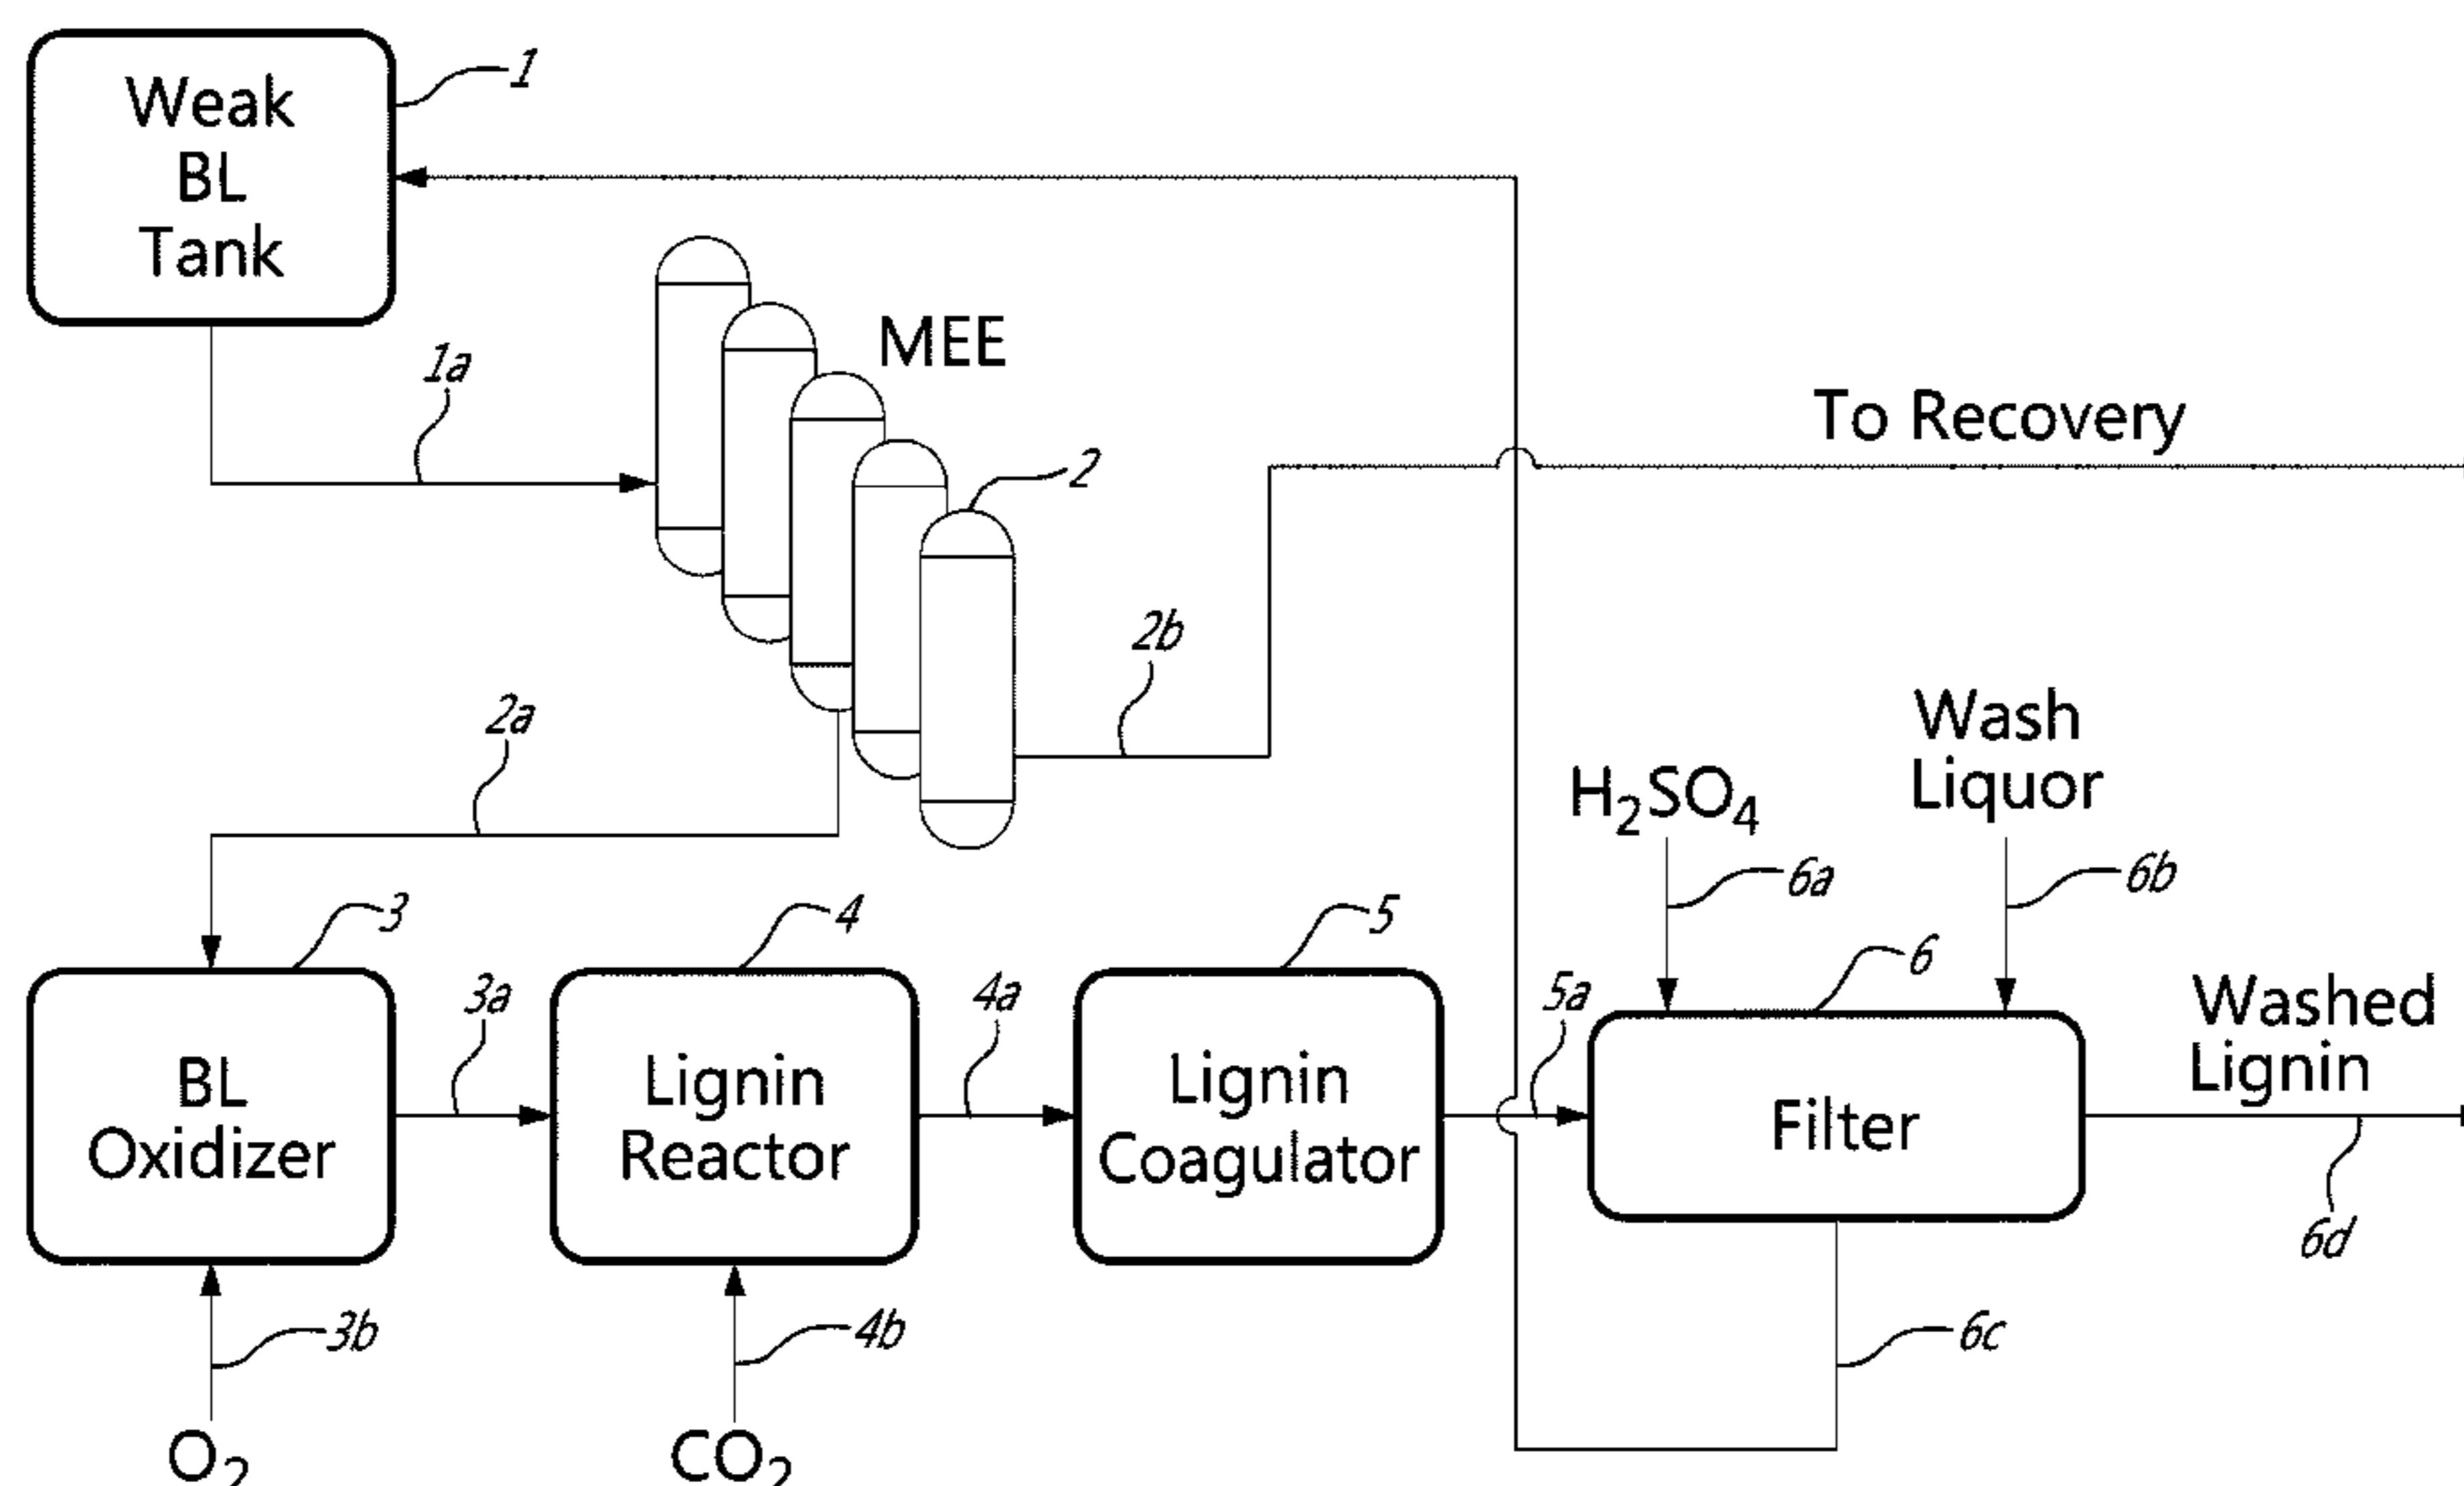 Weak
BL
Tank
1
1a
MEE
2
To Recovery
2a
2b
H2SO4
Wash
Liquor
6a
6b
3
4
5
6
BL
Oxidizer
3a
Lignin
Reactor
4a
Lignin
Coagulator
5a
Filter
Washed
Lignin
6d
3b
4b
6c
O2
CO2